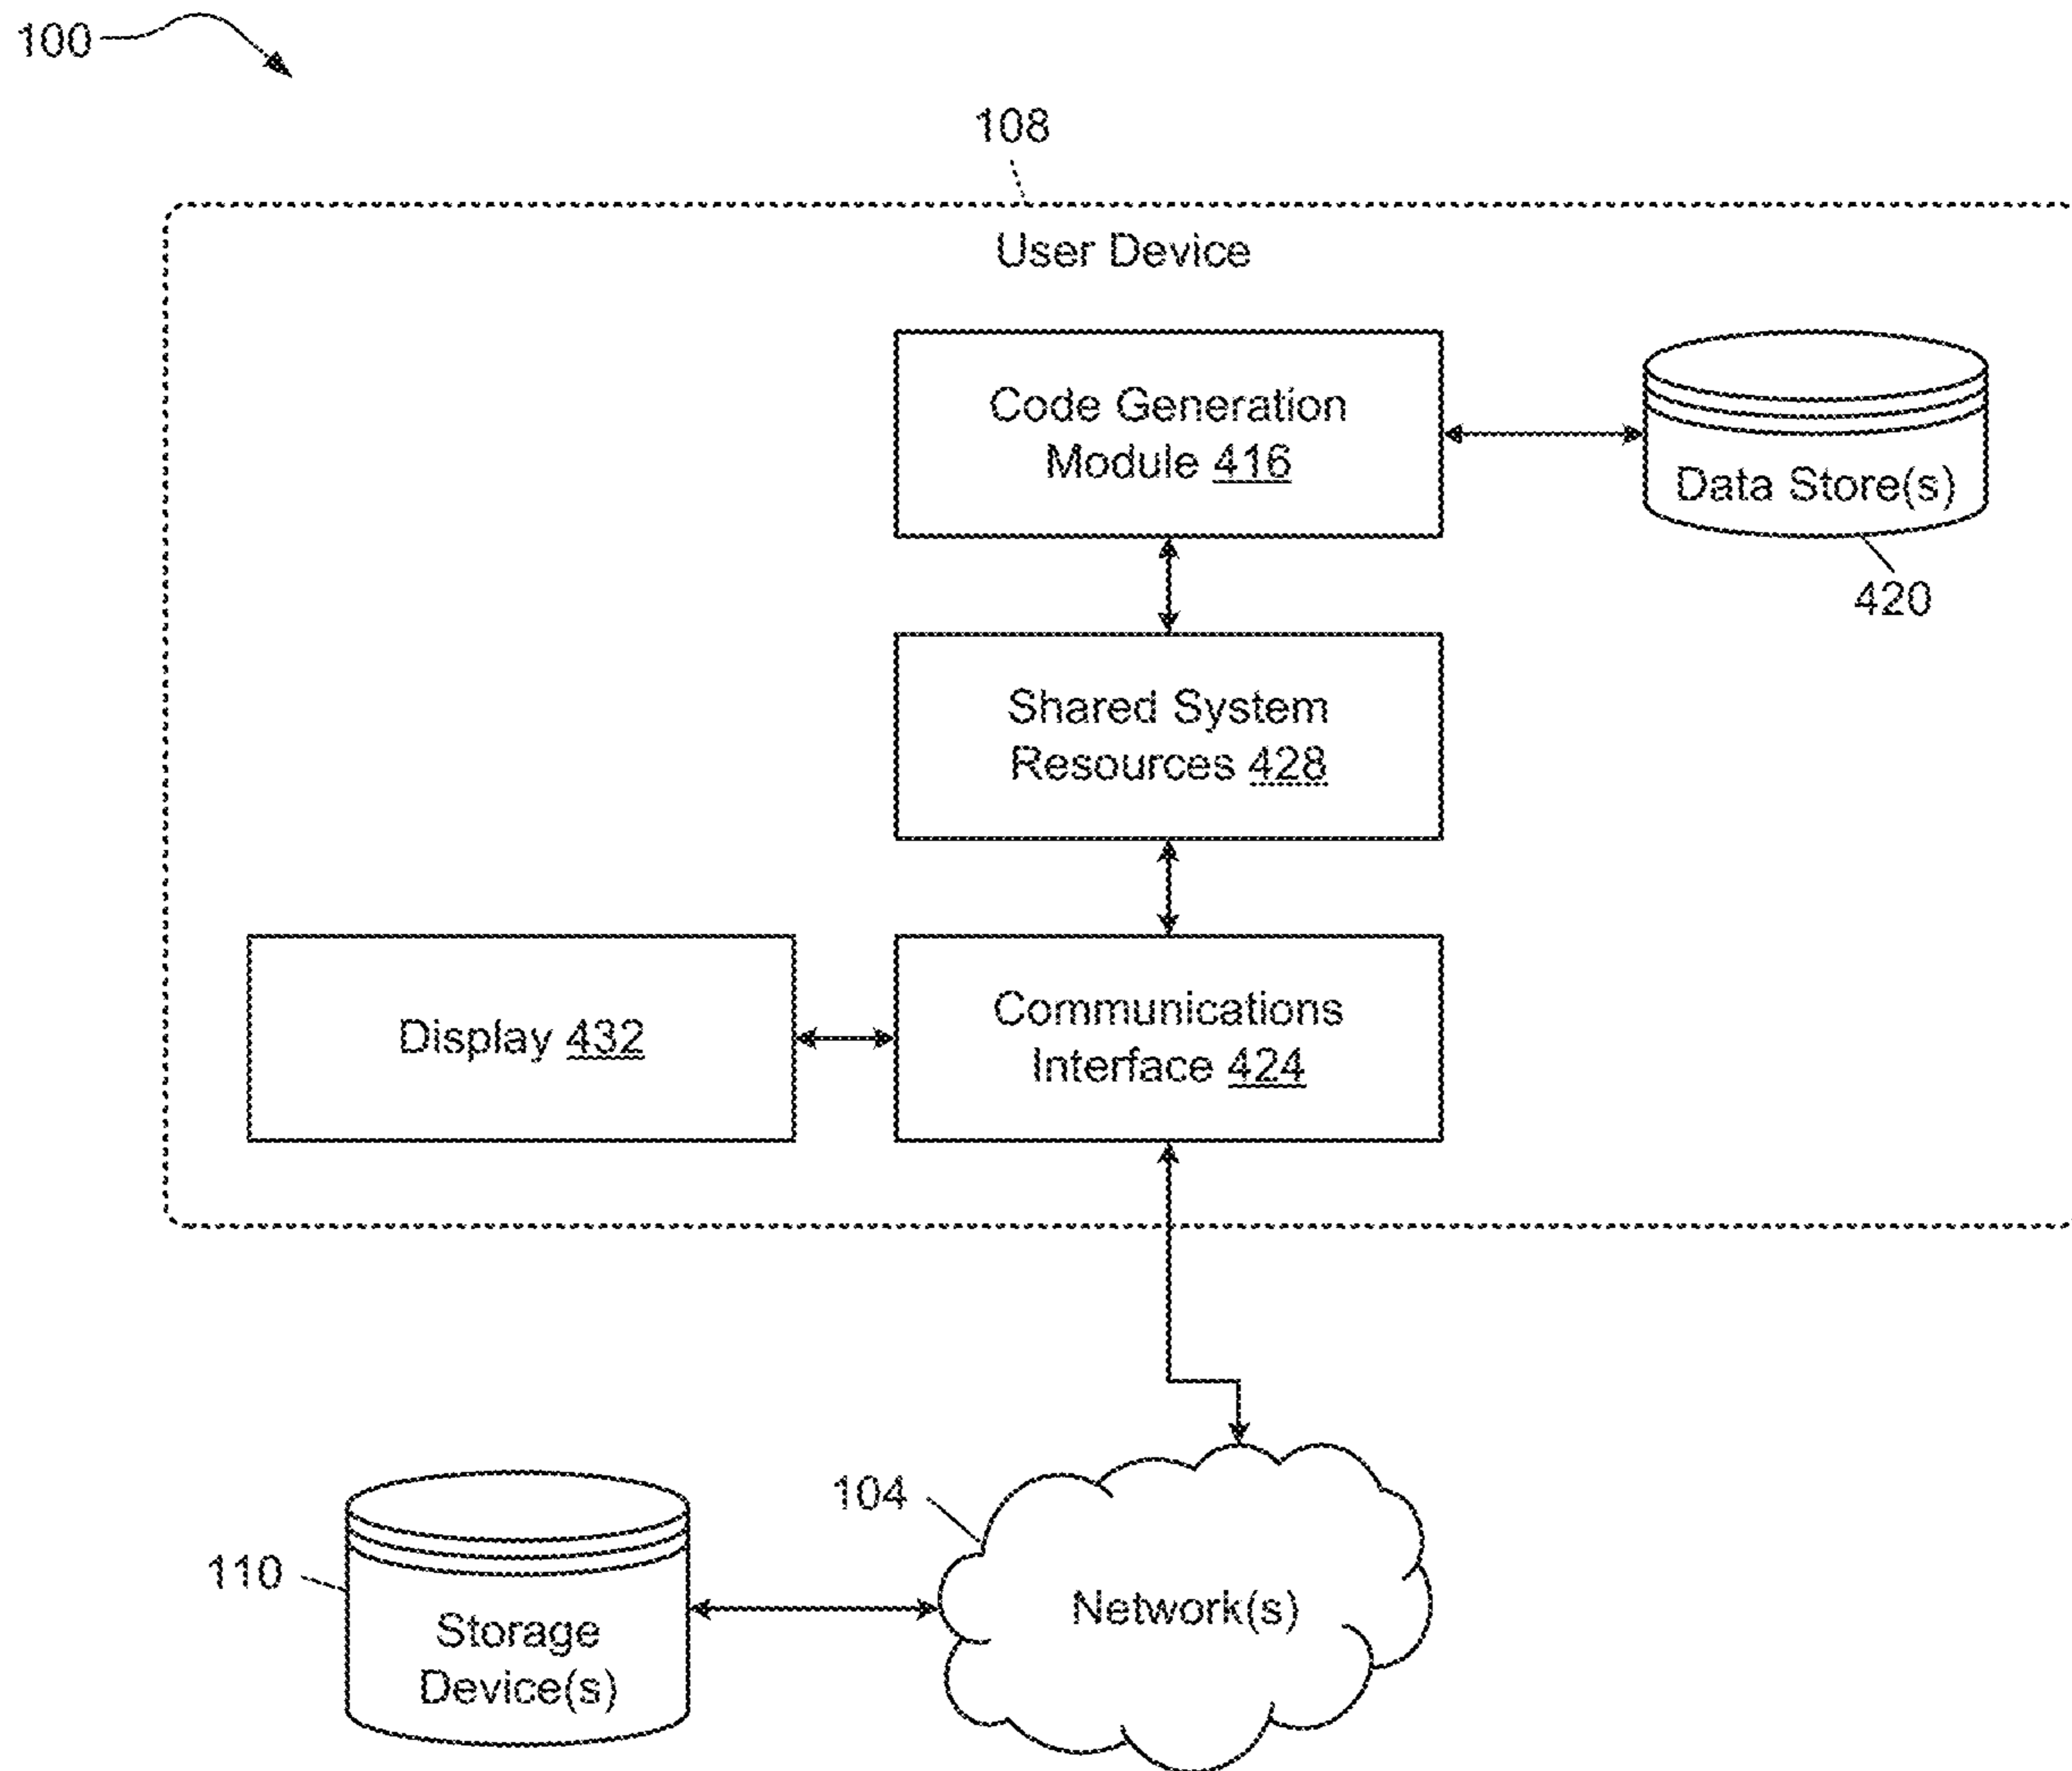 100
108
User Device
Code Generation
Module 416
Data Store(s)
420
Shared System
Resources 428
Display 432
Communications
Interface 424
104
110
Network(s)
Storage
Device(s)